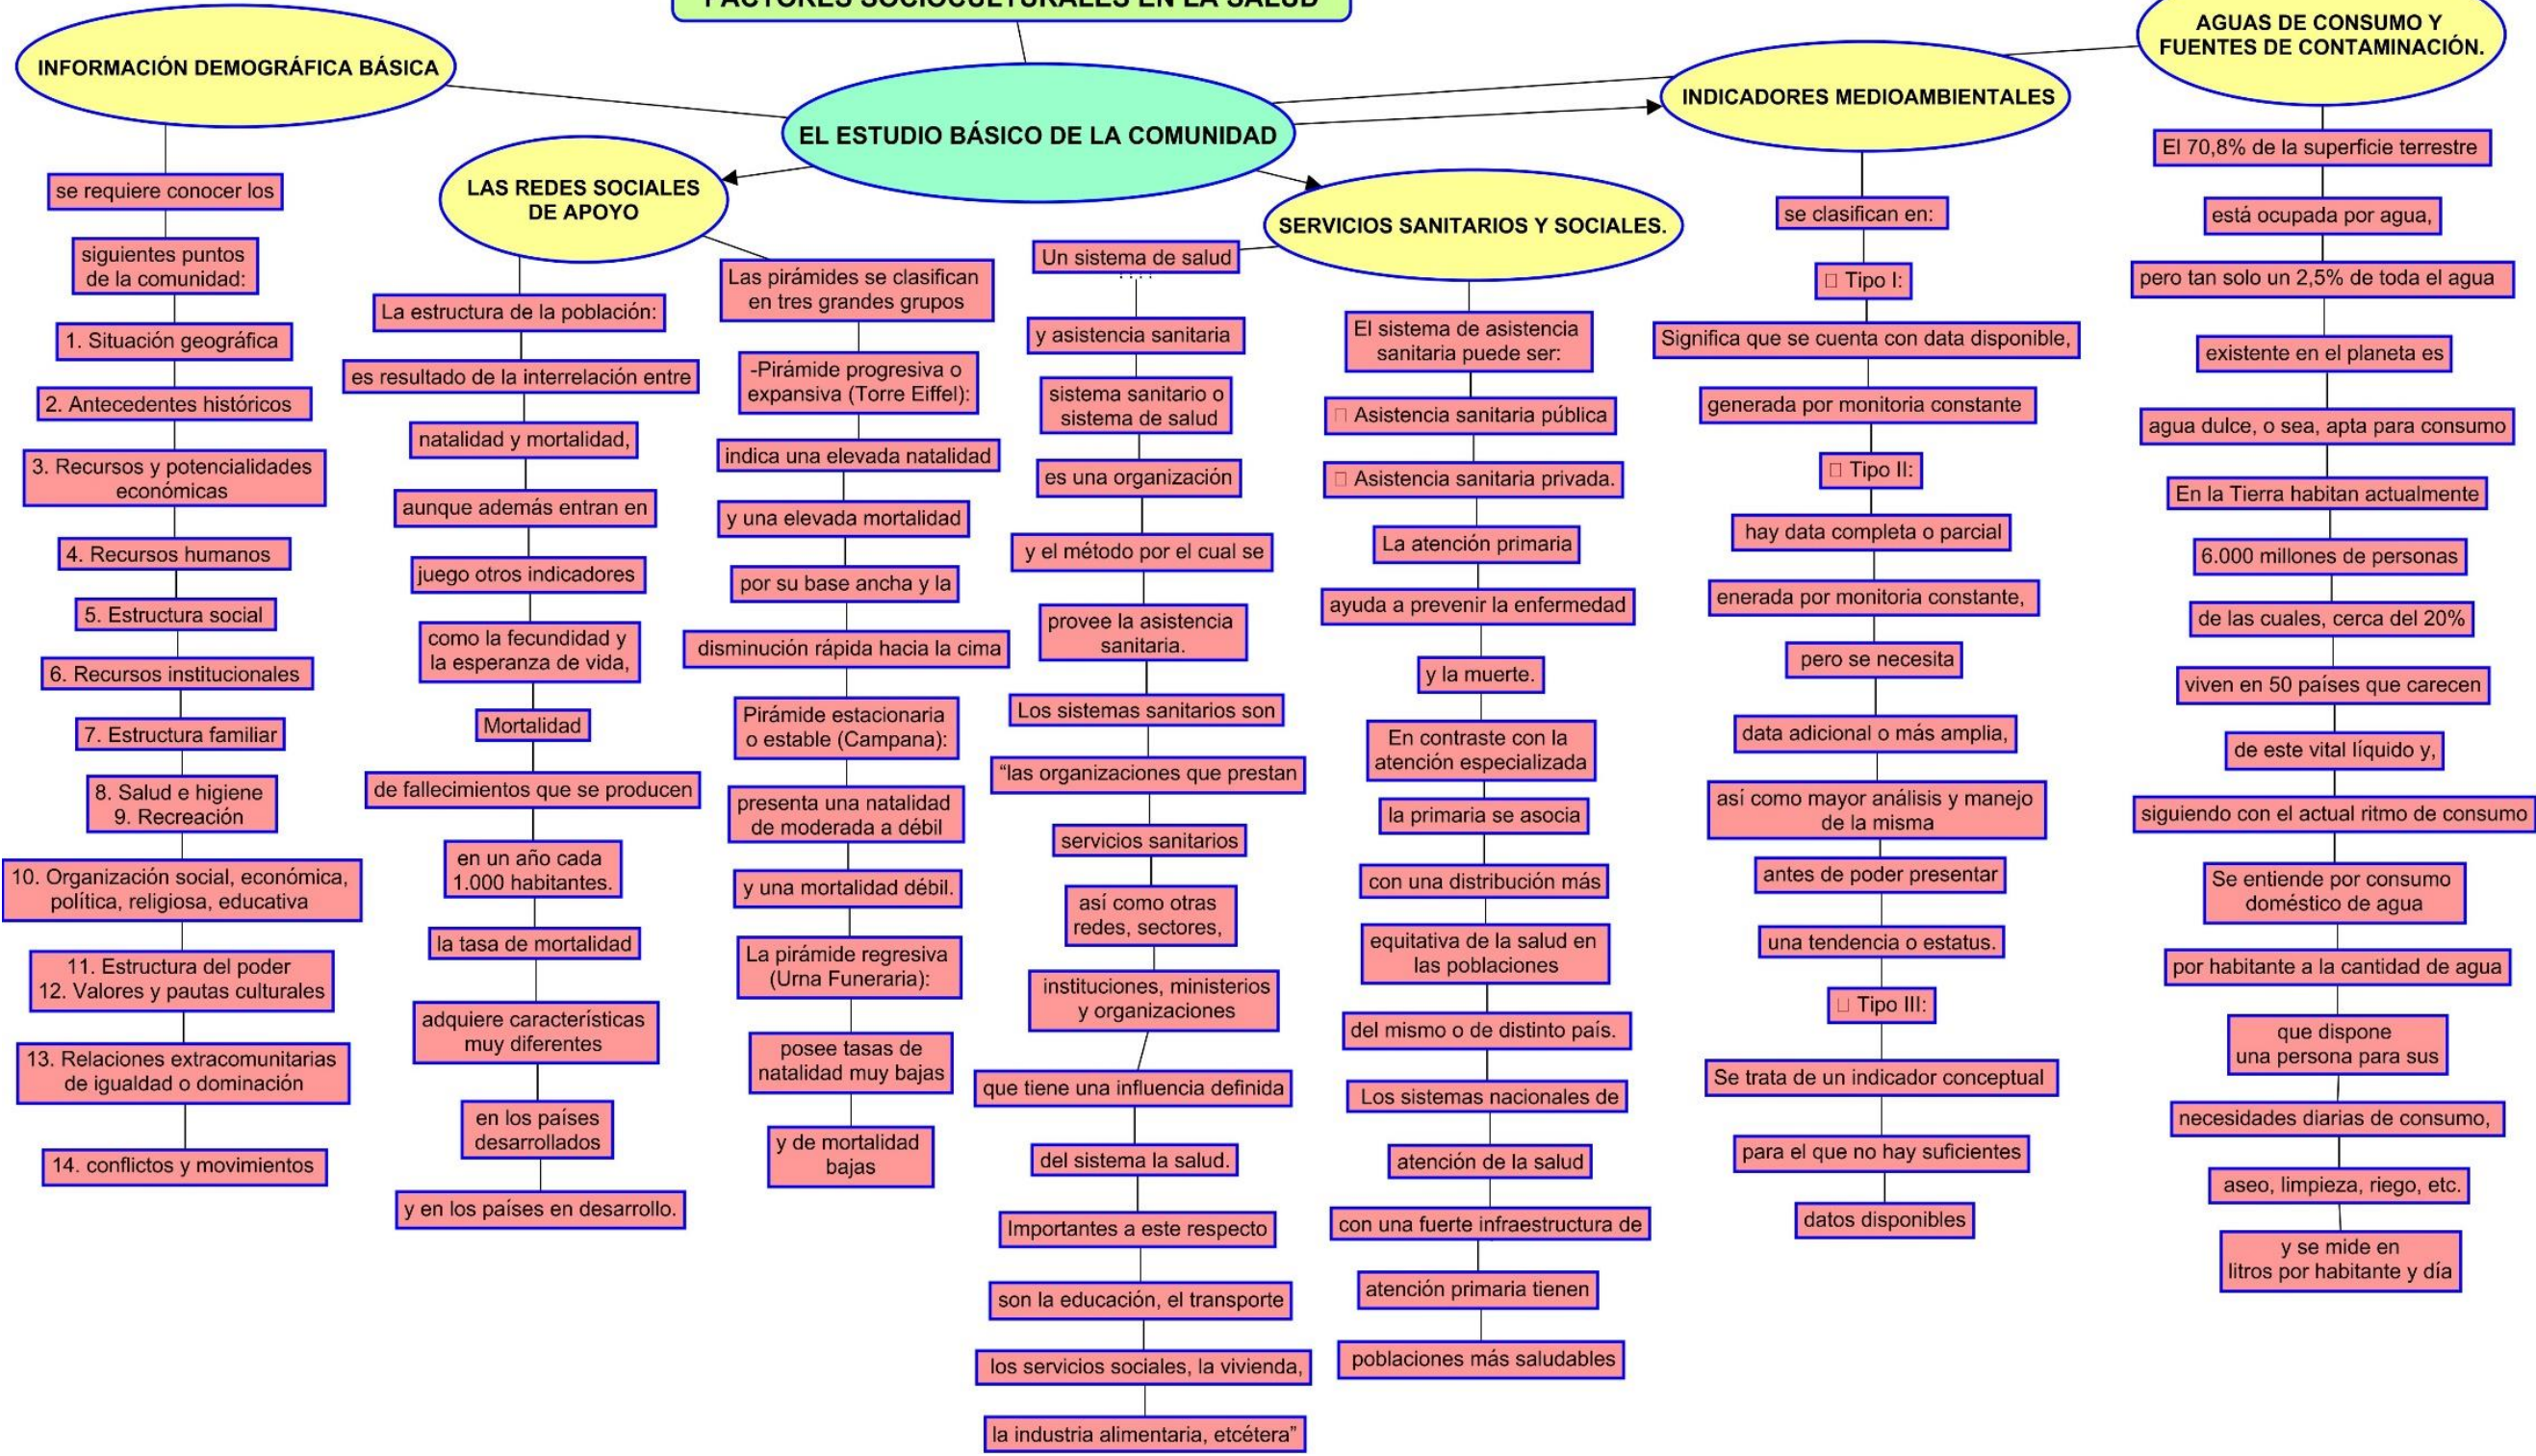 FACTORES SOCIOCULTURALES EN LA SALUD
EL ESTUDIO BÁSICO DE LA COMUNIDAD
INFORMACIÓN DEMOGRÁFICA BÁSICA
se requiere conocer los
siguientes puntos
de la comunidad:
1. Situación geográfica
2. Antecedentes históricos
3. Recursos y potencialidades
económicas
4. Recursos humanos
5. Estructura social
6. Recursos institucionales
7. Estructura familiar
8. Salud e higiene
9. Recreación
10. Organización social, económica,
política, religiosa, educativa
11. Estructura del poder
12. Valores y pautas culturales
13. Relaciones extracomunitarias
de igualdad o dominación
14. conflictos y movimientos
LAS REDES SOCIALES
DE APOYO
La estructura de la población:
es resultado de la interrelación entre
natalidad y mortalidad,
aunque además entran en
juego otros indicadores
como la fecundidad y
la esperanza de vida,
Mortalidad
de fallecimientos que se producen
en un año cada
1.000 habitantes.
la tasa de mortalidad
adquiere características
muy diferentes
en los países
desarrollados
y en los países en desarrollo.
Las pirámides se clasifican
en tres grandes grupos
-Pirámide progresiva o
expansiva (Torre Eiffel):
indica una elevada natalidad
y una elevada mortalidad
por su base ancha y la
disminución rápida hacia la cima
Pirámide estacionaria
o estable (Campana):
presenta una natalidad
de moderada a débil
y una mortalidad débil.
La pirámide regresiva
(Urna Funeraria):
posee tasas de
natalidad muy bajas
y de mortalidad
bajas
SERVICIOS SANITARIOS Y SOCIALES.
Un sistema de salud
y asistencia sanitaria
sistema sanitario o
sistema de salud
es una organización
y el método por el cual se
provee la asistencia
sanitaria.
Los sistemas sanitarios son
“las organizaciones que prestan
servicios sanitarios
así como otras
redes, sectores,
instituciones, ministerios
y organizaciones
que tiene una influencia definida
del sistema la salud.
Importantes a este respecto
son la educación, el transporte
los servicios sociales, la vivienda,
la industria alimentaria, etcétera”
El sistema de asistencia
sanitaria puede ser:
Asistencia sanitaria pública
Asistencia sanitaria privada.
La atención primaria
ayuda a prevenir la enfermedad
y la muerte.
En contraste con la
atención especializada
la primaria se asocia
con una distribución más
equitativa de la salud en
las poblaciones
del mismo o de distinto país.
Los sistemas nacionales de
atención de la salud
con una fuerte infraestructura de
atención primaria tienen
poblaciones más saludables
INDICADORES MEDIOAMBIENTALES
se clasifican en:
Tipo I:
Significa que se cuenta con data disponible,
generada por monitoria constante
Tipo II:
hay data completa o parcial
enerada por monitoria constante,
pero se necesita
data adicional o más amplia,
así como mayor análisis y manejo
de la misma
antes de poder presentar
una tendencia o estatus.
Tipo III:
Se trata de un indicador conceptual
para el que no hay suficientes
datos disponibles
AGUAS DE CONSUMO Y
FUENTES DE CONTAMINACIÓN.
El 70,8% de la superficie terrestre
está ocupada por agua,
pero tan solo un 2,5% de toda el agua
existente en el planeta es
agua dulce, o sea, apta para consumo
En la Tierra habitan actualmente
6.000 millones de personas
de las cuales, cerca del 20%
viven en 50 países que carecen
de este vital líquido y,
siguiendo con el actual ritmo de consumo
Se entiende por consumo
doméstico de agua
por habitante a la cantidad de agua
que dispone
una persona para sus
necesidades diarias de consumo,
aseo, limpieza, riego, etc.
y se mide en
litros por habitante y día